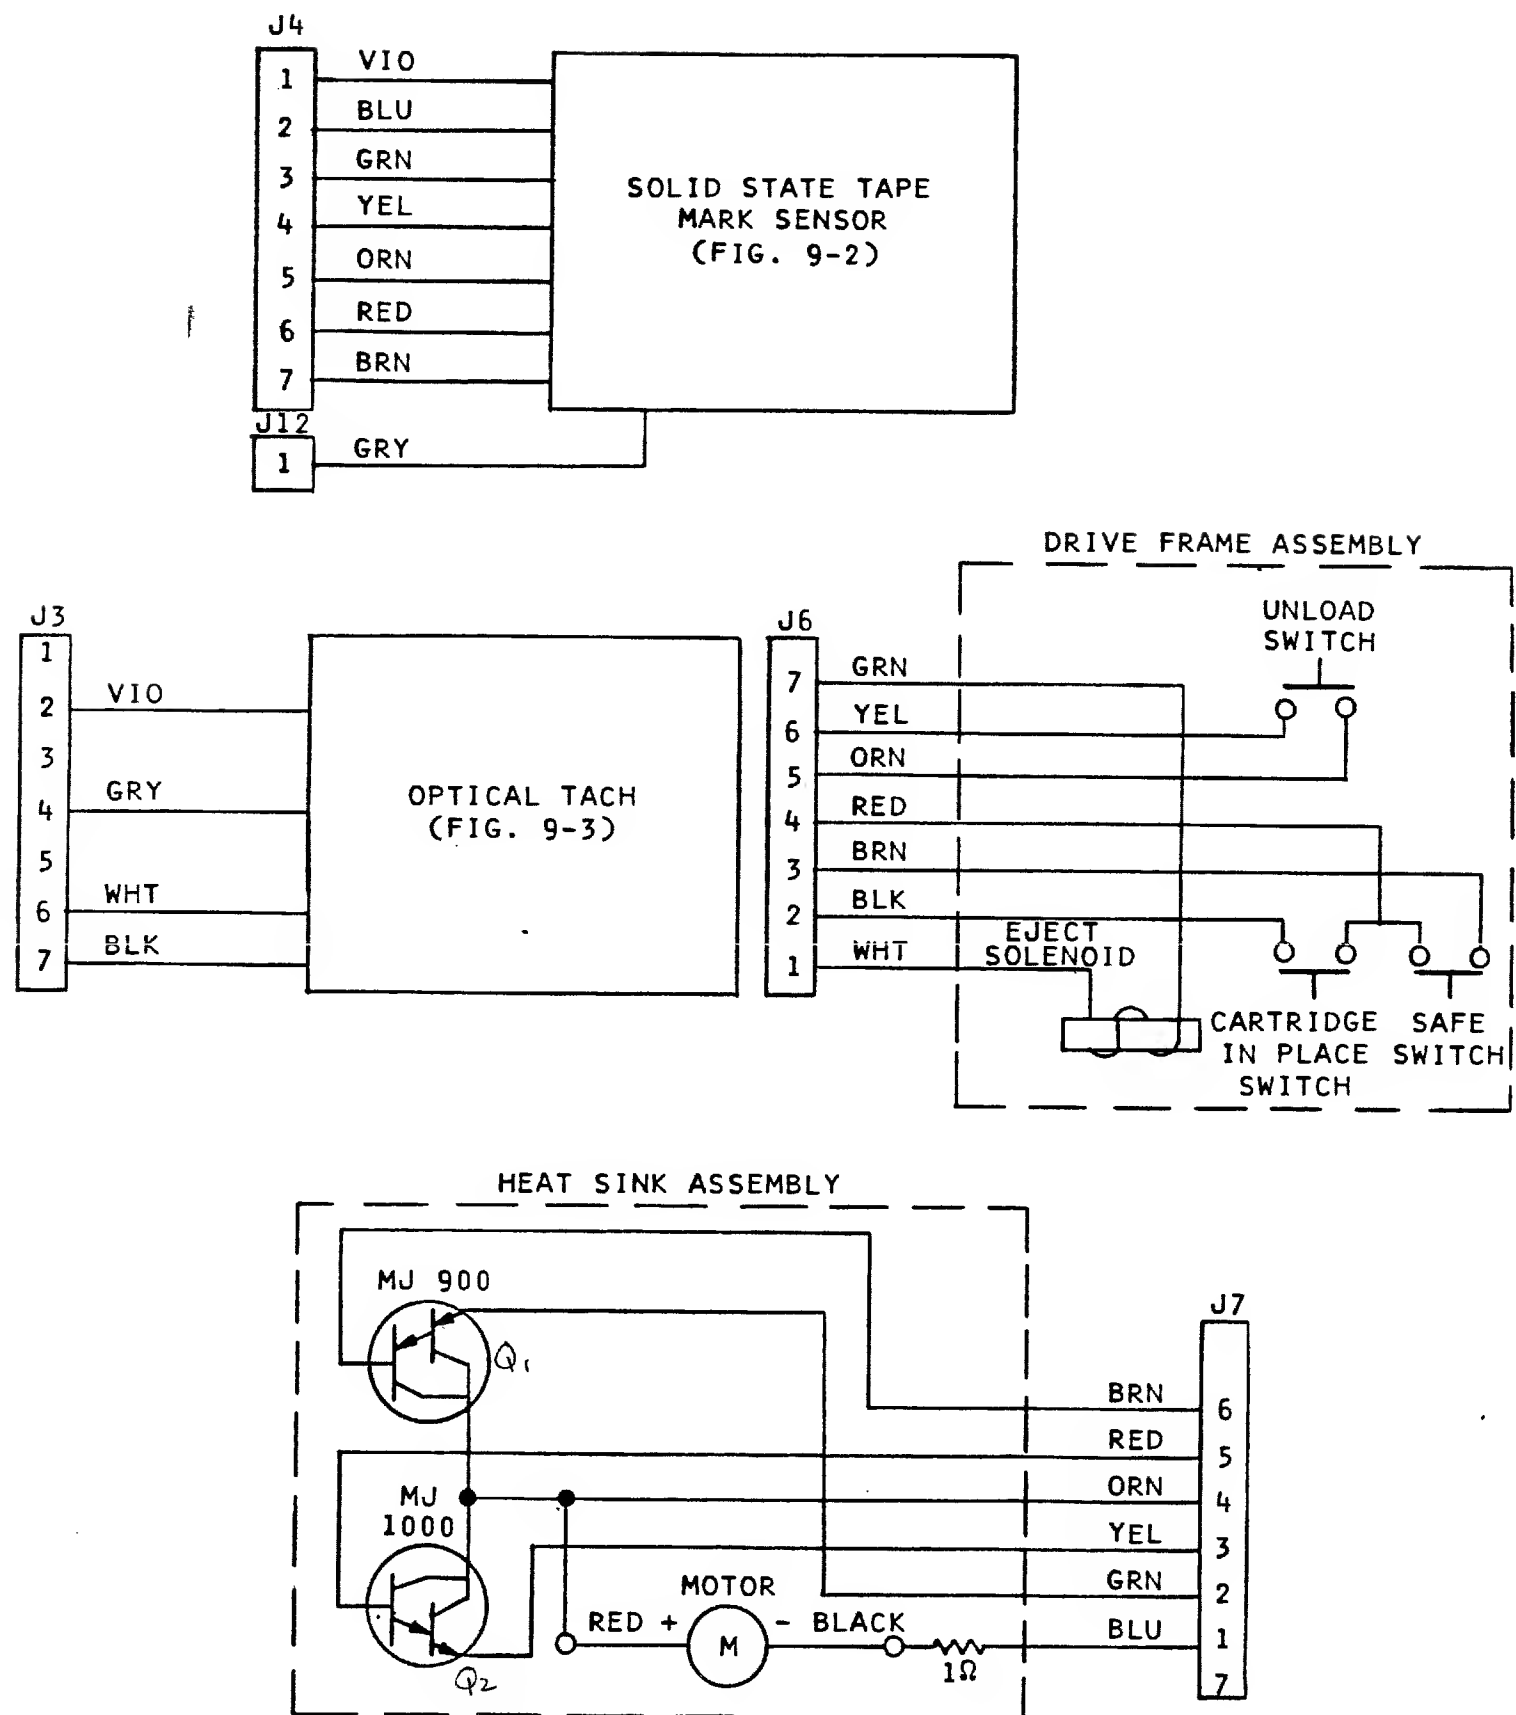 J4
1 VIO
2 BLU
3 GRN
4 YEL
5 ORN
6 RED
7 BRN
SOLID STATE TAPE
MARK SENSOR
(FIG. 9-2)
J12
1 GRY
J3
1
2 VIO
3
4 GRY
5
6 WHT
7 BLK
OPTICAL TACH
(FIG. 9-3)
DRIVE FRAME ASSEMBLY
J6
7 GRN
6 YEL
5 ORN
4 RED
3 BRN
2 BLK
1 WHT
UNLOAD
SWITCH
EJECT
SOLENOID
CARTRIDGE
IN PLACE
SWITCH
SAFE
SWITCH
HEAT SINK ASSEMBLY
MJ 900
Q1
MJ
1000
Q2
MOTOR
RED + M - BLACK
1Ω
J7
BRN 6
RED 5
ORN 4
YEL 3
GRN 2
BLU 1
7